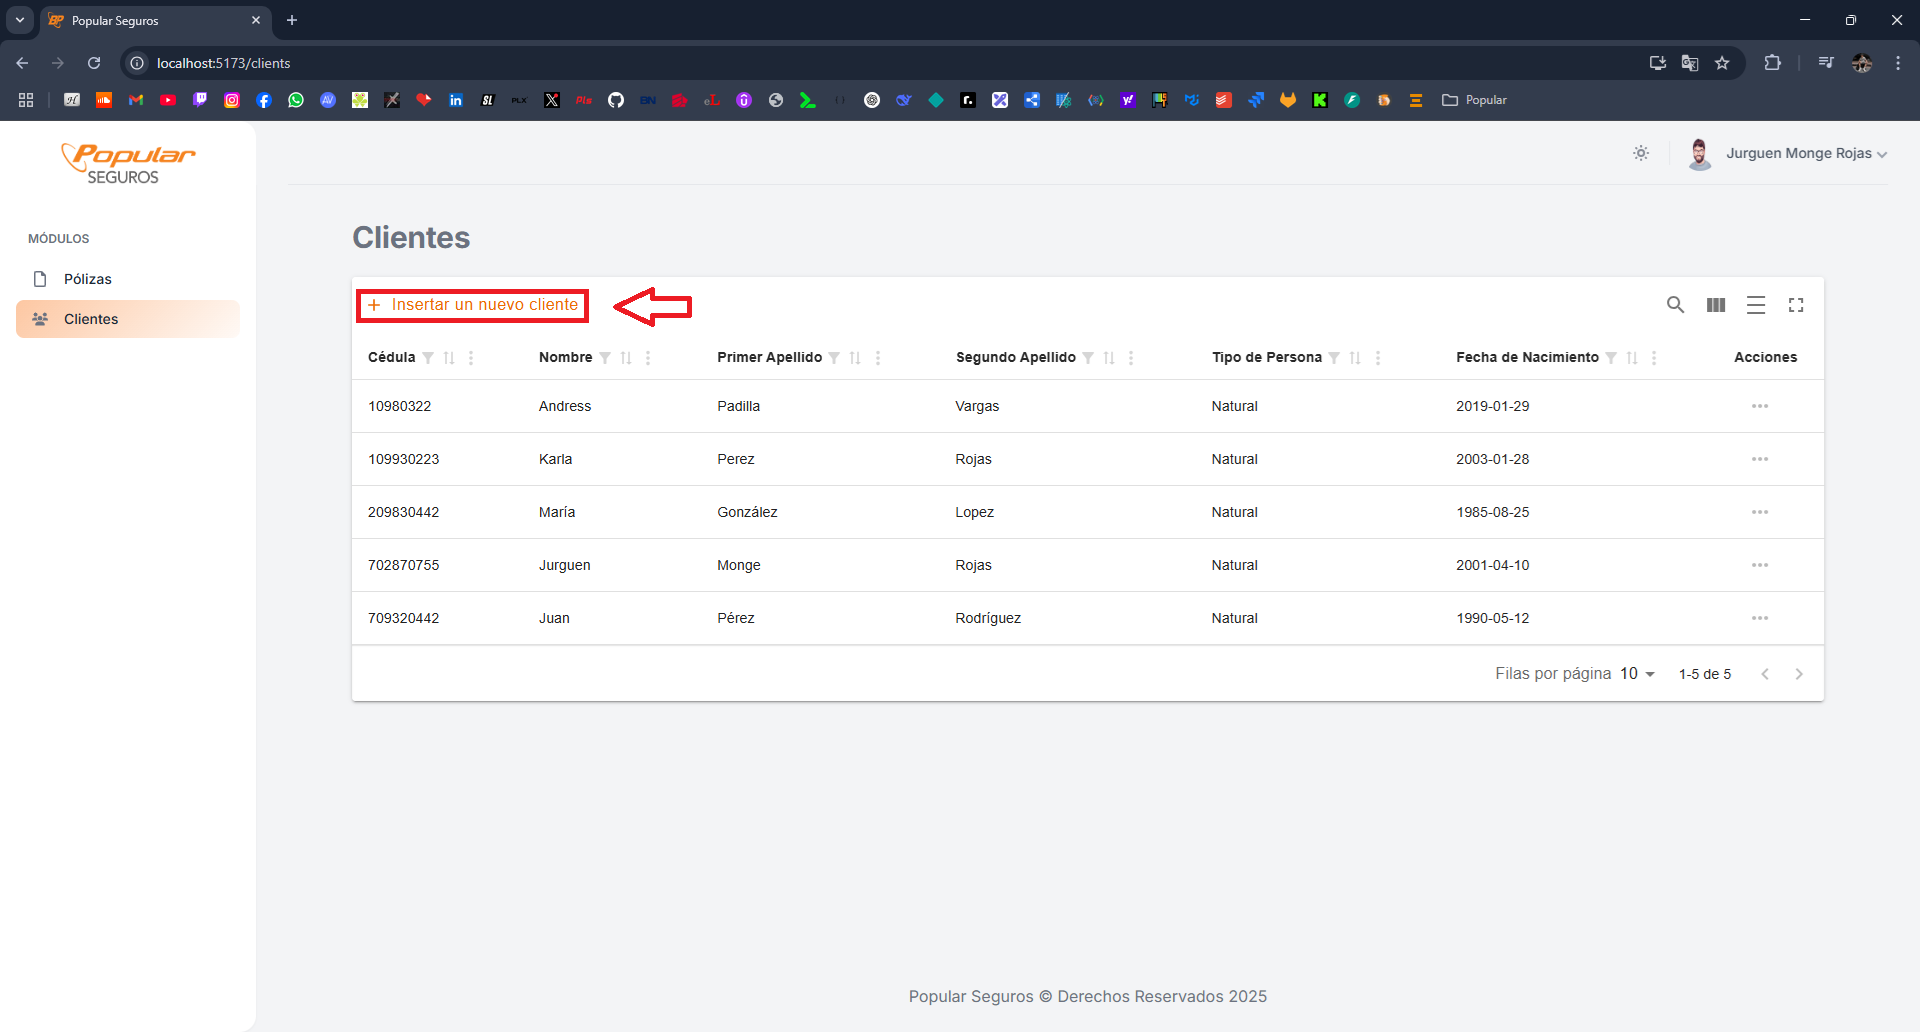 Popular Seguros
localhost:5173/clients
Popular
Popular
SEGUROS
Jurguen Monge Rojas
MÓDULOS
Pólizas
Clientes
Clientes
+ Insertar un nuevo cliente
Cédula Nombre Primer Apellido Segundo Apellido Tipo de Persona Fecha de Nacimiento Acciones
10980322 Andress Padilla Vargas Natural 2019-01-29
109930223 Karla Perez Rojas Natural 2003-01-28
209830442 María González Lopez Natural 1985-08-25
702870755 Jurguen Monge Rojas Natural 2001-04-10
709320442 Juan Pérez Rodríguez Natural 1990-05-12
Filas por página 10 1-5 de 5
Popular Seguros © Derechos Reservados 2025